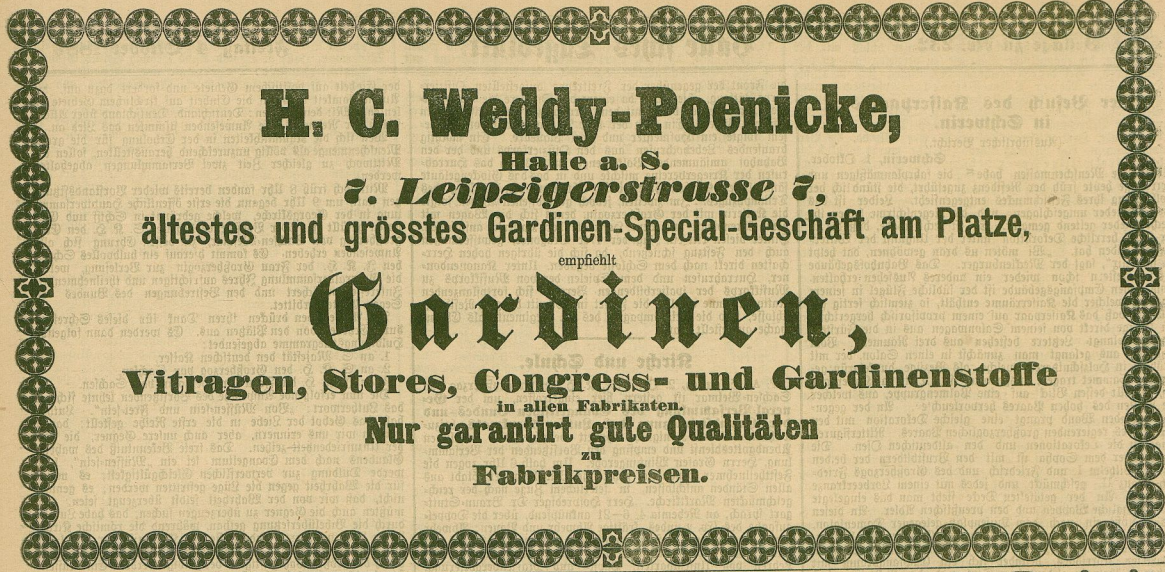 H. C. Weddy-Poenicke,
Halle a. S.
7. Leipzigerstrasse 7,
ältestes und grösstes Gardinen-Special-Geschäft am Platze,
empfiehlt
Gardinen,
Vitragen, Stores, Congress- und Gardinenstoffe
in allen Fabrikaten.
Nur garantirt gute Qualitäten
zu
Fabrikpreisen.